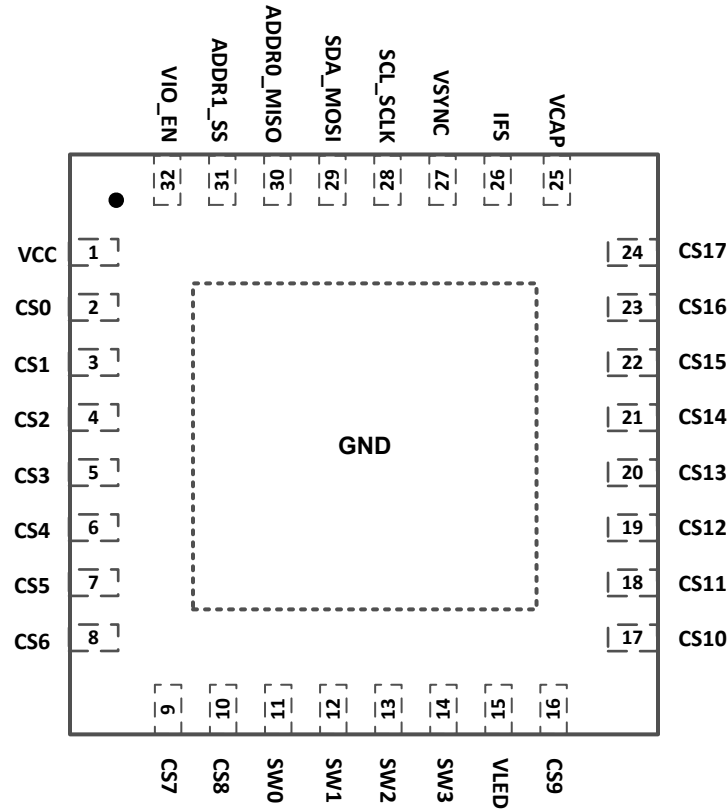 VIO_EN
ADDR1_SS
ADDR0_MISO
SDA_MOSI
SCL_SCLK
VSYNC
IFS
VCAP
32
31
30
29
28
27
26
25
VCC 1
24 CS17
CS0 2
23 CS16
CS1 3
22 CS15
CS2 4
21 CS14
GND
CS3 5
20 CS13
CS4 6
19 CS12
CS5 7
18 CS11
CS6 8
17 CS10
9
10
11
12
13
14
15
16
CS7
CS8
SW0
SW1
SW2
SW3
VLED
CS9